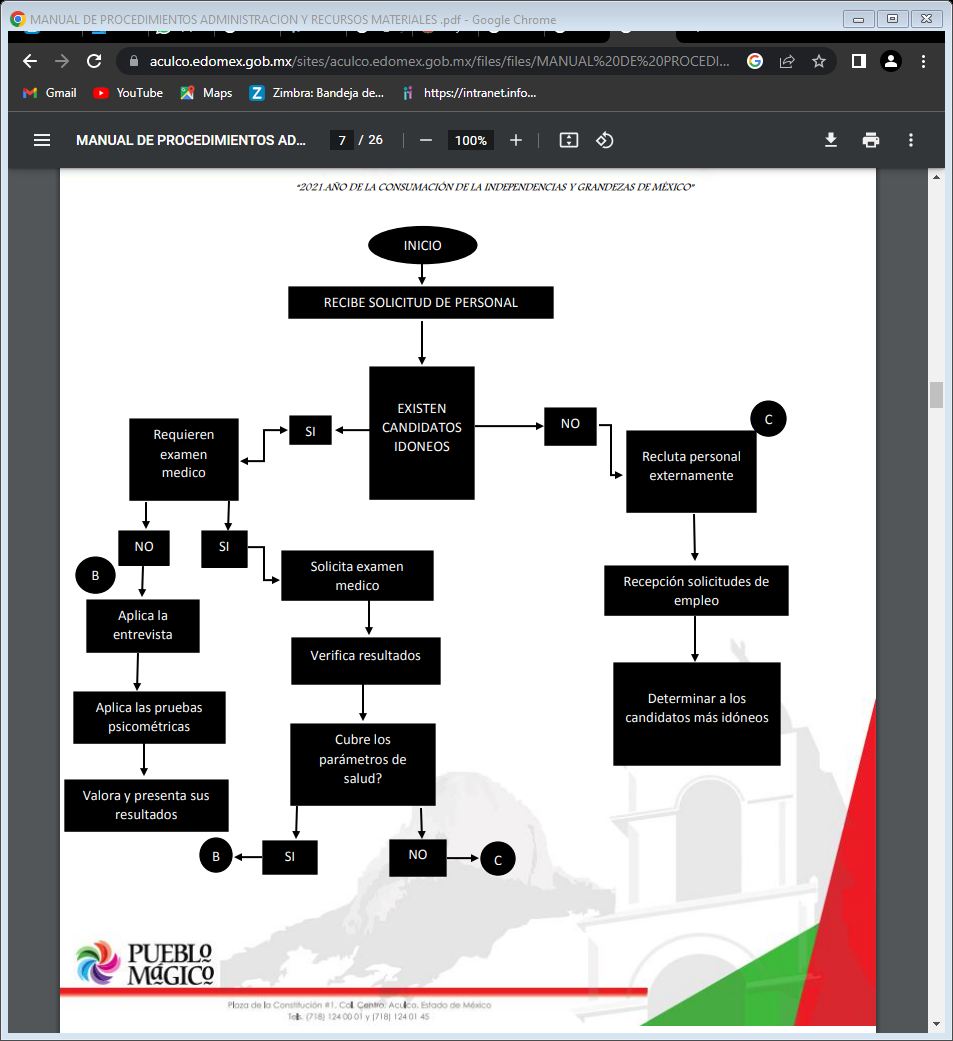 MANUAL DE PROCEDIMIENTOS ADMINISTRACION Y RECURSOS MATERIALES .pdf - Google Chrome
aculco.edomex.gob.mx/sites/aculco.edomex.gob.mx/files/files/MANUAL%20DE%20PROCEDI...
Gmail YouTube Maps Zimbra: Bandeja de... https://intranet.info...
MANUAL DE PROCEDIMIENTOS AD... 7 / 26 100%
"2021.AÑO DE LA CONSUMACIÓN DE LA INDEPENDENCIAS Y GRANDEZAS DE MÉXICO"
INICIO
RECIBE SOLICITUD DE PERSONAL
EXISTEN
CANDIDATOS
IDONEOS
SI
NO
C
Requieren
examen
medico
Recluta personal
externamente
NO
SI
B
Solicita examen
medico
Recepción solicitudes de
empleo
Aplica la
entrevista
Verifica resultados
Determinar a los
candidatos más idóneos
Aplica las pruebas
psicométricas
Cubre los
parámetros de
salud?
Valora y presenta sus
resultados
B
SI
NO
C
PUEBLO
MÁGICO
Plaza de la Constitución #1, Col. Centro, Aculco, Estado de México
Tels. (718) 124 00 01 y (718) 124 01 45